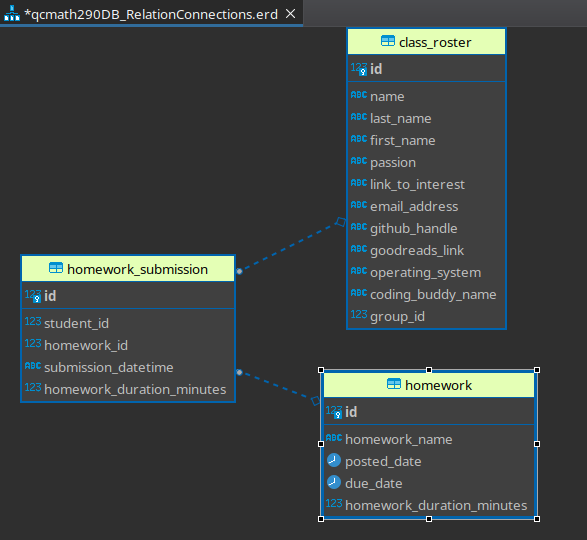 *qcmath290DB_RelationConnections.erd
class_roster
123 id
ABC name
ABC last_name
ABC first_name
ABC passion
ABC link_to_interest
ABC email_address
ABC github_handle
ABC goodreads_link
ABC operating_system
ABC coding_buddy_name
123 group_id
homework_submission
123 id
123 student_id
123 homework_id
ABC submission_datetime
123 homework_duration_minutes
homework
123 id
ABC homework_name
posted_date
due_date
123 homework_duration_minutes